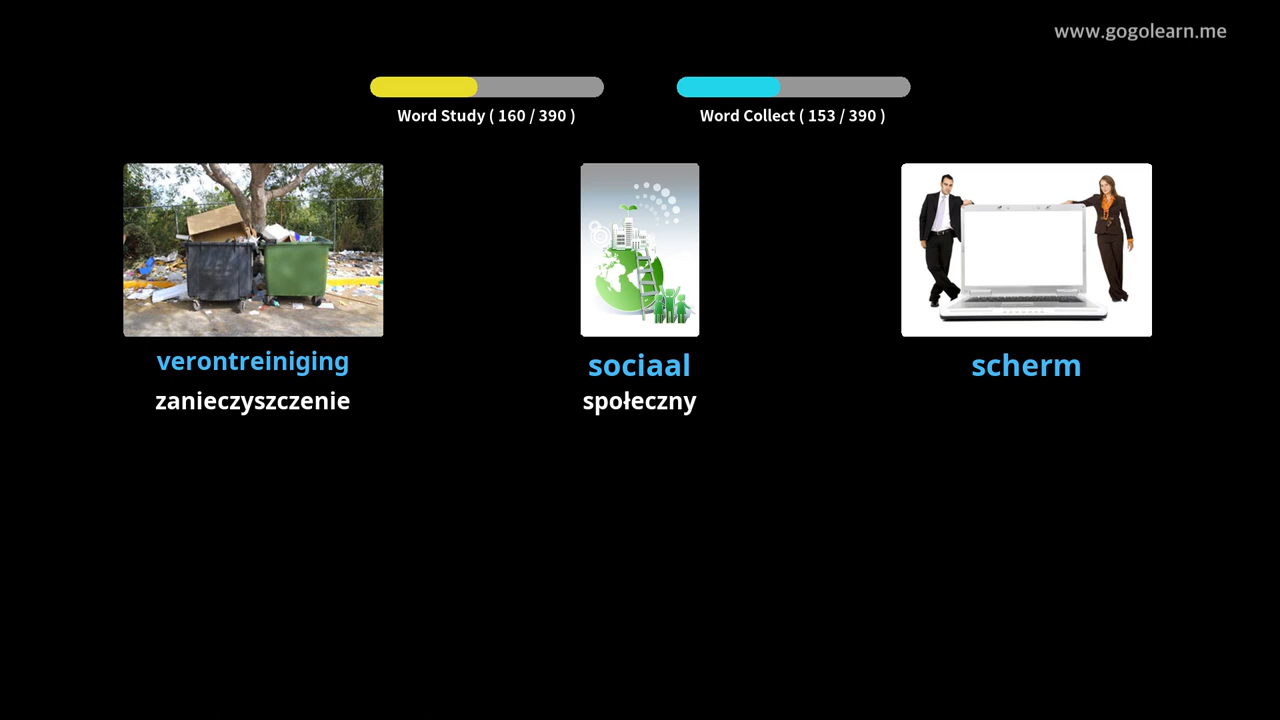 www.gogolearn.me
Word Study ( 160 / 390 )
Word Collect ( 153 / 390 )
verontreiniging
sociaal
scherm
zanieczyszczenie
społeczny